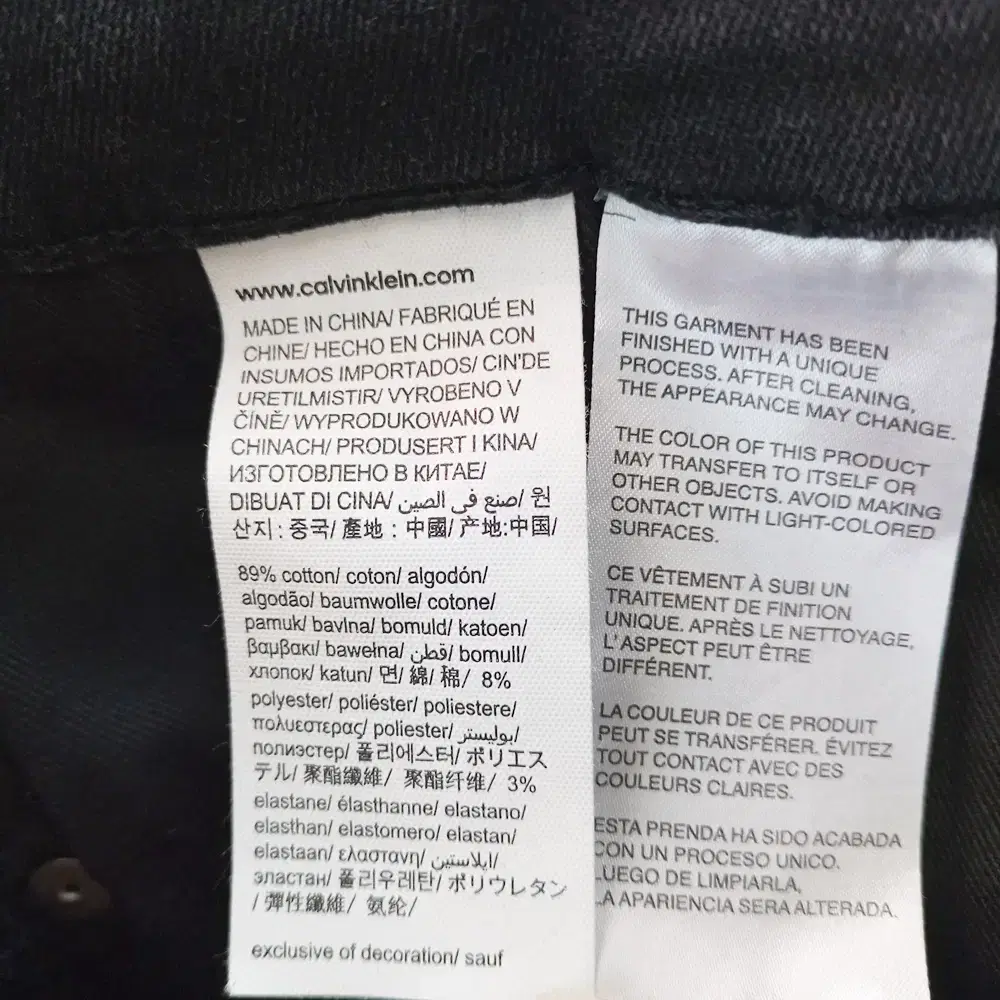 www.calvinklein.com
MADE IN CHINA/ FABRIQUÉ EN
CHINE/ HECHO EN CHINA CON
INSUMOS IMPORTADOS/ CIN'DE
URETILMISTIR/ VYROBENO V
ČÍNĚ/ WYPRODUKOWANO W
CHINACH/ PRODUSERT I KINA/
ИЗГОТОВЛЕНО В КИТАЕ/
DIBUAT DI CINA/ صنع في الصين/ 원
산지 : 중국/ 產地 : 中國/ 产地:中国/
89% cotton/ coton/ algodón/
algodão/ baumwolle/ cotone/
pamuk/ bavlna/ bomuld/ katoen/
βαμβακι/ bawełna/ قطن/ bomull/
хлопок/ katun/ 면/ 綿/ 棉/ 8%
polyester/ poliéster/ poliestere/
πολυεστερας/ poliester/ بوليستر/
полиэстер/ 폴리에스터/ ポリエス
テル/ 聚酯纖維/ 聚酯纤维/ 3%
elastane/ élasthanne/ elastano/
elasthan/ elastomero/ elastan/
elastaan/ ελαστανη/ ايلاستين/
эластан/ 폴리우레탄/ ポリウレタン
/ 彈性纖維/ 氨纶/
exclusive of decoration/ sauf
THIS GARMENT HAS BEEN
FINISHED WITH A UNIQUE
PROCESS. AFTER CLEANING,
THE APPEARANCE MAY CHANGE.
THE COLOR OF THIS PRODUCT
MAY TRANSFER TO ITSELF OR
OTHER OBJECTS. AVOID MAKING
CONTACT WITH LIGHT-COLORED
SURFACES.
CE VÊTEMENT À SUBI UN
TRAITEMENT DE FINITION
UNIQUE. APRÈS LE NETTOYAGE,
L'ASPECT PEUT ÊTRE
DIFFÉRENT.
LA COULEUR DE CE PRODUIT
PEUT SE TRANSFÉRER. ÉVITEZ
TOUT CONTACT AVEC DES
COULEURS CLAIRES.
ESTA PRENDA HA SIDO ACABADA
CON UN PROCESO UNICO.
LUEGO DE LIMPIARLA,
LA APARIENCIA SERA ALTERADA.